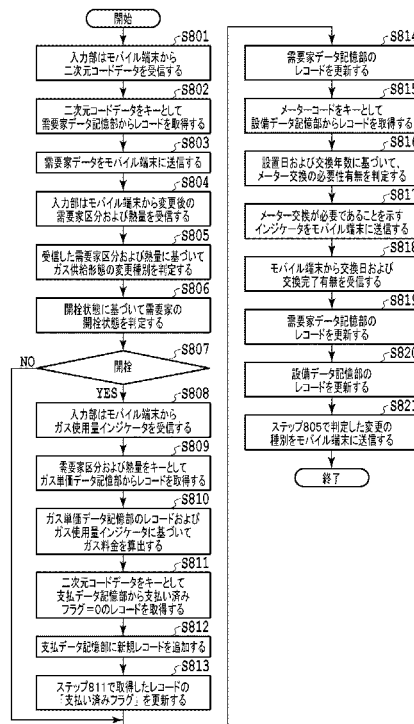 開始
S801
入力部はモバイル端末から
二次元コードデータを受信する
S802
二次元コードデータをキーとして
需要家データ記憶部からレコードを取得する
S803
需要家データをモバイル端末に送信する
S804
入力部はモバイル端末から変更後の
需要家区分および熱量を受信する
S805
受信した需要家区分および熱量に基づいて
ガス供給形態の変更種別を判定する
S806
開栓状態に基づいて需要家の
開栓状態を判定する
S807
開栓
NO
YES
S808
入力部はモバイル端末から
ガス使用量インジケータを受信する
S809
需要家区分および熱量をキーとして
ガス単価データ記憶部からレコードを取得する
S810
ガス単価データ記憶部のレコードおよび
ガス使用量インジケータに基づいて
ガス料金を算出する
S811
二次元コードデータをキーとして
支払データ記憶部から支払い済み
フラグ=0のレコードを取得する
S812
支払データ記憶部に新規レコードを追加する
S813
ステップ811で取得したレコードの
「支払い済みフラグ」を更新する
S814
需要家データ記憶部の
レコードを更新する
S815
メーターコードをキーとして
設備データ記憶部からレコードを取得する
S816
設置日および交換年数に基づいて、
メーター交換の必要性有無を判定する
S817
メーター交換が必要であることを示す
インジケータをモバイル端末に送信する
S818
モバイル端末から交換日および
交換完了有無を受信する
S819
需要家データ記憶部の
レコードを更新する
S820
設備データ記憶部の
レコードを更新する
S821
ステップ805で判定した変更の
種別をモバイル端末に送信する
終了